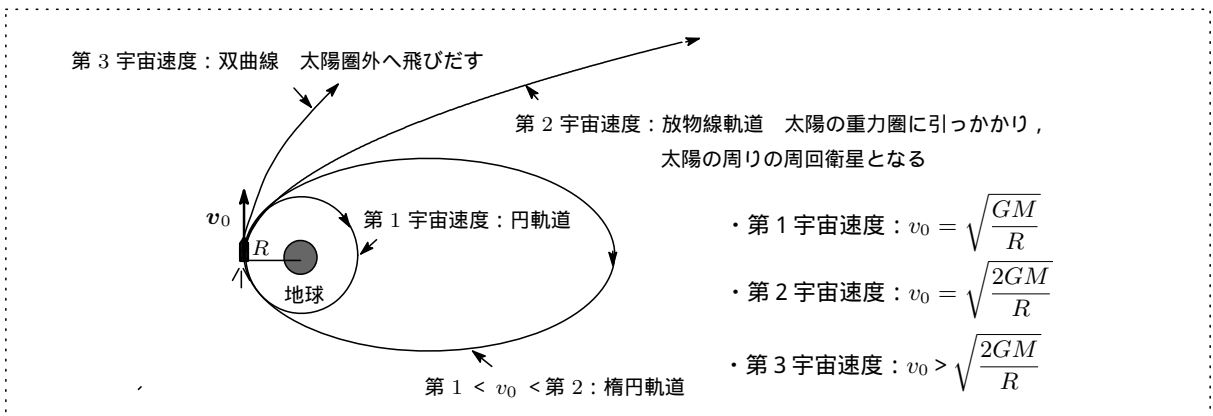 第 3 宇宙速度：双曲線　太陽圏外へ飛びだす
第 2 宇宙速度：放物線軌道　太陽の重力圏に引っかかり，
太陽の周りの周回衛星となる
v₀
R
地球
第 1 宇宙速度：円軌道
第 1 < v₀ <第 2：楕円軌道
・第 1 宇宙速度：v₀ = √(GM/R)
・第 2 宇宙速度：v₀ = √(2GM/R)
・第 3 宇宙速度：v₀ > √(2GM/R)